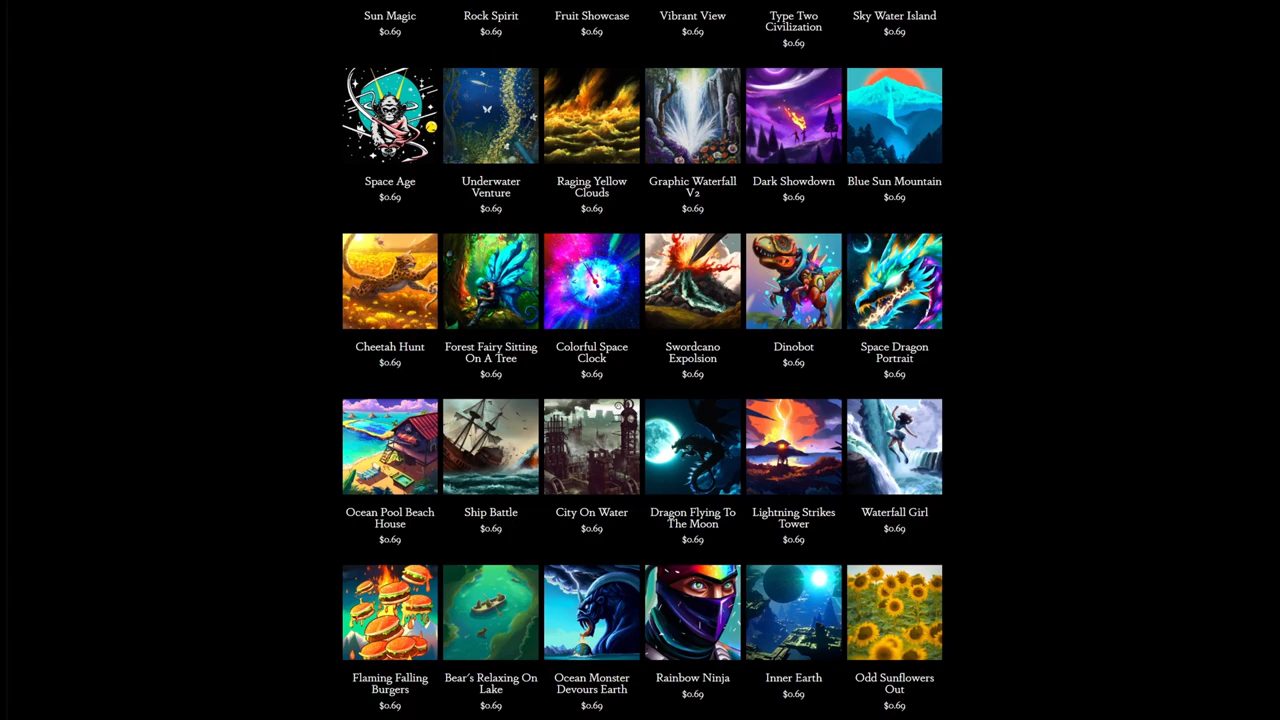 Sun Magic
$0.69
Rock Spirit
$0.69
Fruit Showcase
$0.69
Vibrant View
$0.69
Type Two
Civilization
$0.69
Sky Water Island
$0.69
Space Age
$0.69
Underwater
Venture
$0.69
Raging Yellow
Clouds
$0.69
Graphic Waterfall
V2
$0.69
Dark Showdown
$0.69
Blue Sun Mountain
$0.69
Cheetah Hunt
$0.69
Forest Fairy Sitting
On A Tree
$0.69
Colorful Space
Clock
$0.69
Swordcano
Expolsion
$0.69
Dinobot
$0.69
Space Dragon
Portrait
$0.69
Ocean Pool Beach
House
$0.69
Ship Battle
$0.69
City On Water
$0.69
Dragon Flying To
The Moon
$0.69
Lightning Strikes
Tower
$0.69
Waterfall Girl
$0.69
Flaming Falling
Burgers
$0.69
Bear's Relaxing On
Lake
$0.69
Ocean Monster
Devours Earth
$0.69
Rainbow Ninja
$0.69
Inner Earth
$0.69
Odd Sunflowers
Out
$0.69